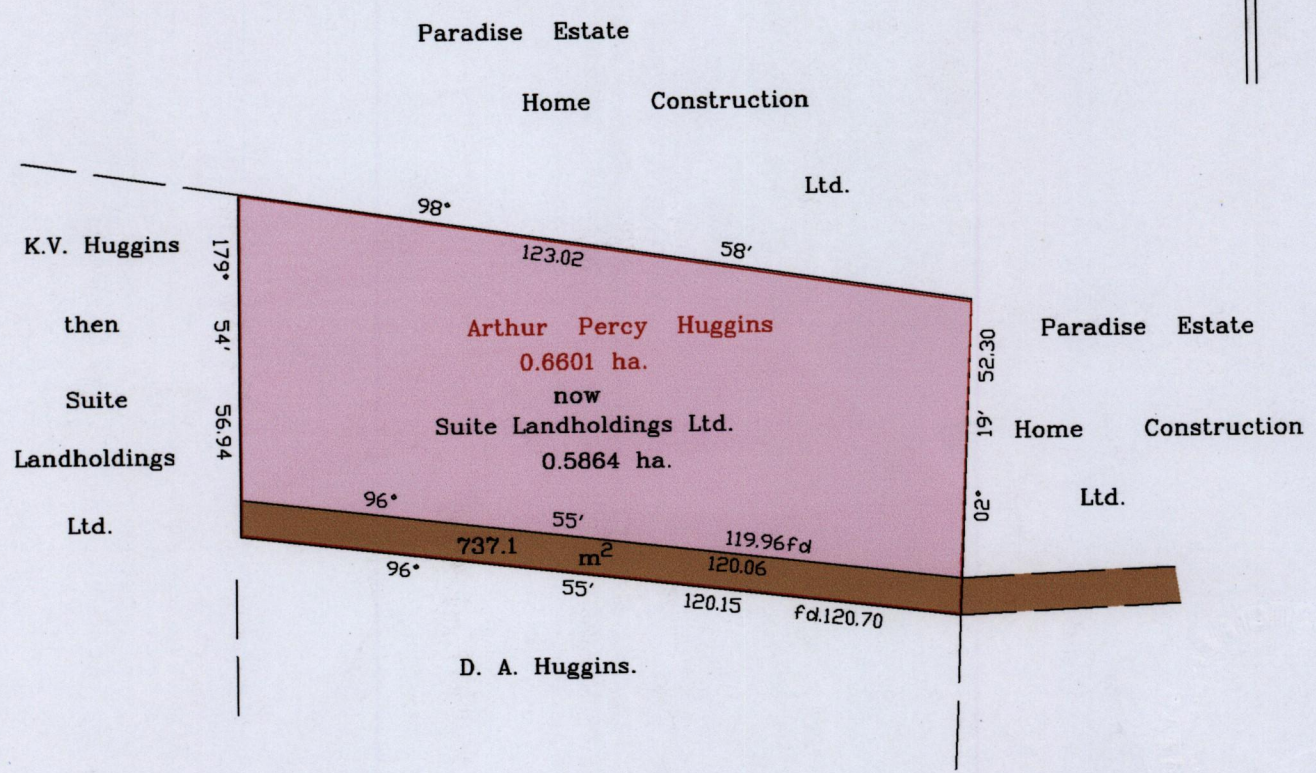 Paradise Estate
Home Construction
Ltd.
98° 58′
123.02
K.V. Huggins
then
Suite
Landholdings
Ltd.
179° 54′ 56.94
Arthur Percy Huggins
0.6601 ha.
now
Suite Landholdings Ltd.
0.5864 ha.
02° 19′ 52.30
Paradise Estate
Home Construction
Ltd.
96° 55′ 119.96fd
737.1 m² 120.06
96° 55′ 120.15 fd.120.70
D. A. Huggins.